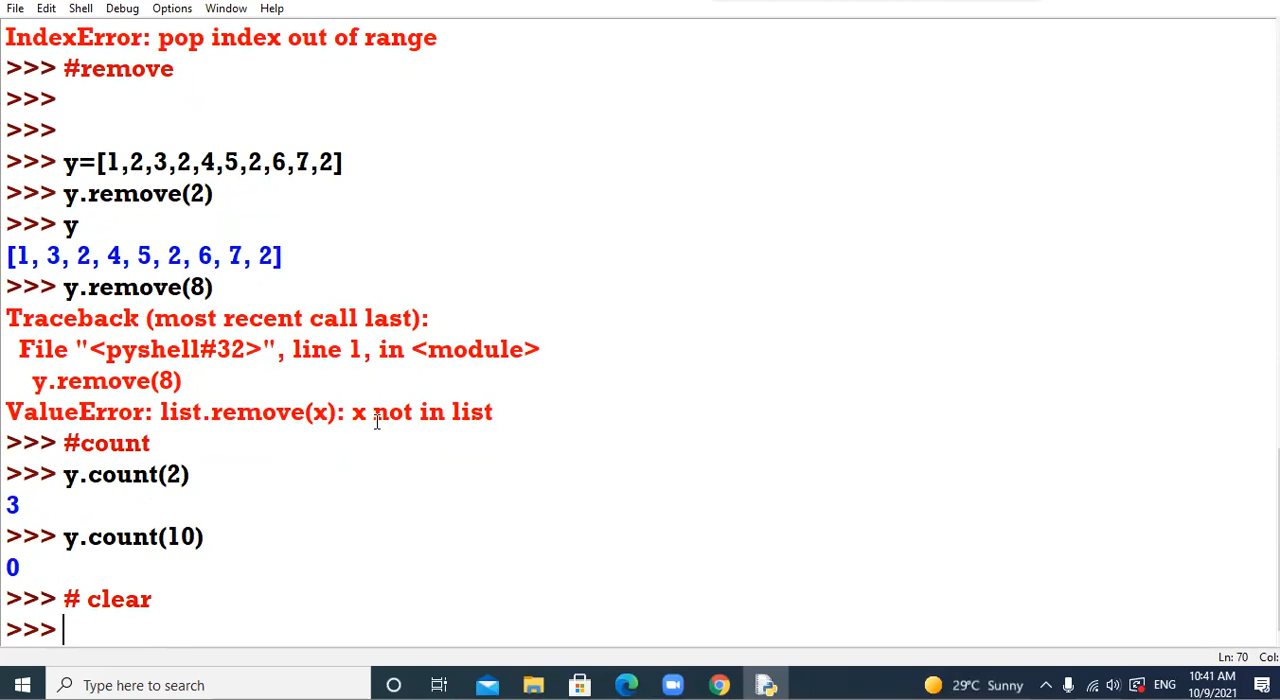 File Edit Shell Debug Options Window Help
IndexError: pop index out of range
>>> #remove
>>>
>>>
>>> y=[1,2,3,2,4,5,2,6,7,2]
>>> y.remove(2)
>>> y
[1, 3, 2, 4, 5, 2, 6, 7, 2]
>>> y.remove(8)
Traceback (most recent call last):
  File "<pyshell#32>", line 1, in <module>
    y.remove(8)
ValueError: list.remove(x): x not in list
>>> #count
>>> y.count(2)
3
>>> y.count(10)
0
>>> # clear
>>>
Ln: 70 Col:
Type here to search 29°C Sunny ENG 10:41 AM
10/9/2021